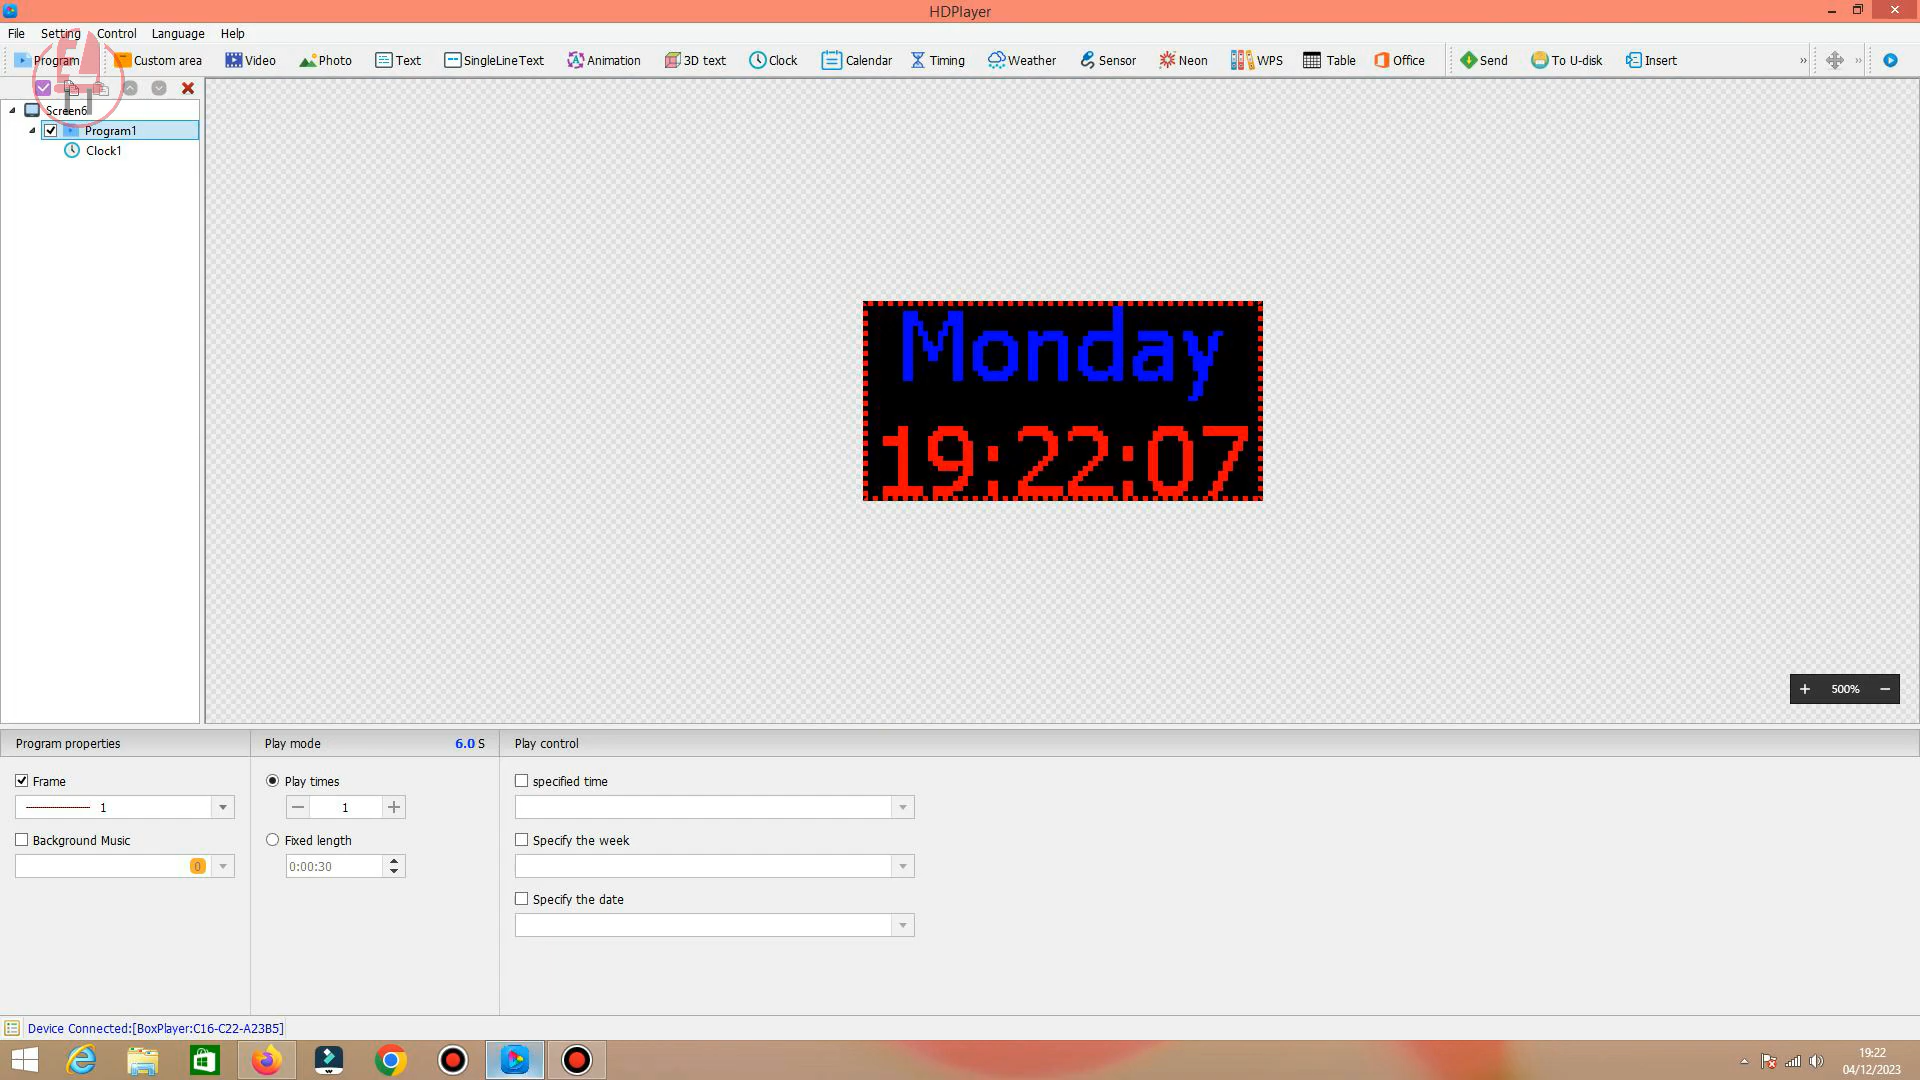 HDPlayer
File Setting Control Language Help
Program Custom area Video Photo Text SingleLineText Animation 3D text Clock Calendar Timing Weather Sensor Neon WPS Table Office Send To U-disk Insert
Screen6
Program1
Clock1
Monday
19:22:07
+ 500% −
Program properties Play mode 6.0 S Play control
Frame Play times specified time
1 1
Background Music Fixed length Specify the week
0 0:00:30
Specify the date
Device Connected:[BoxPlayer:C16-C22-A23B5]
19:22
04/12/2023